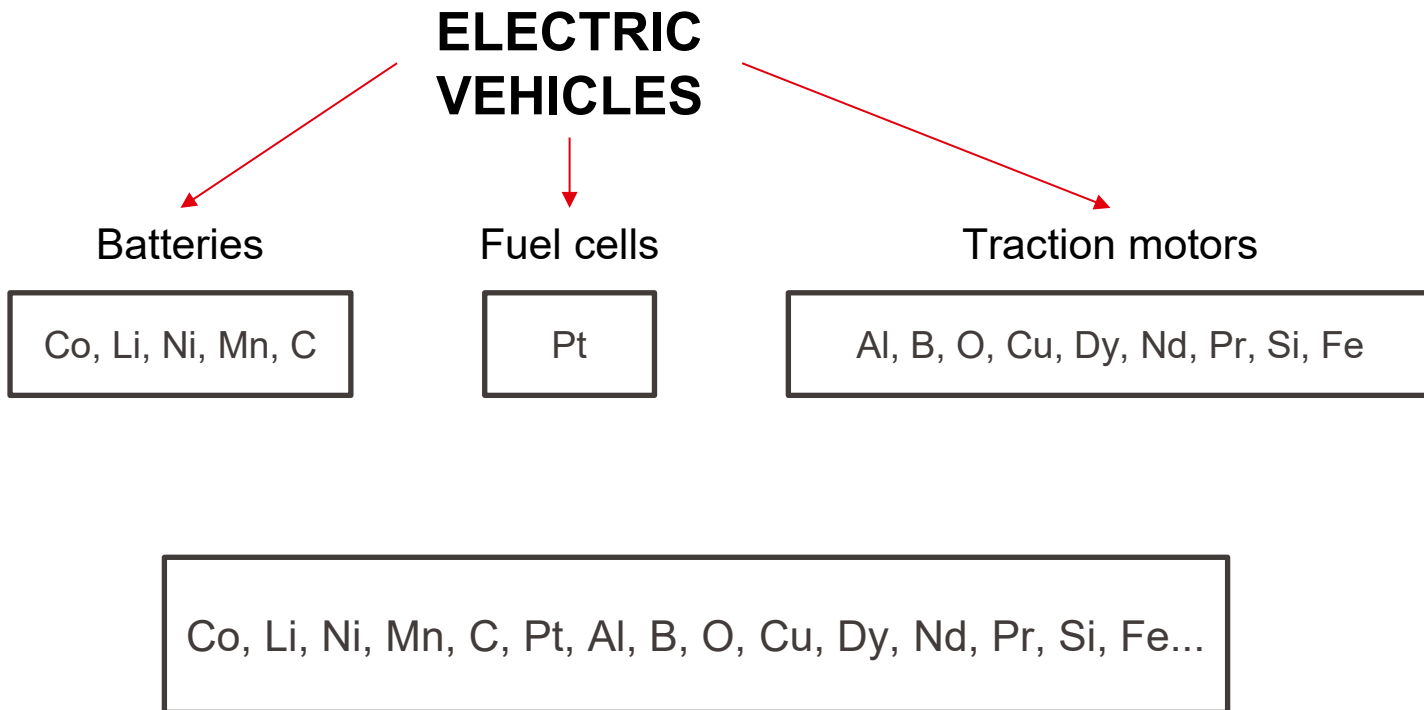 ELECTRIC
VEHICLES
Batteries
Fuel cells
Traction motors
Co, Li, Ni, Mn, C
Pt
Al, B, O, Cu, Dy, Nd, Pr, Si, Fe
Co, Li, Ni, Mn, C, Pt, Al, B, O, Cu, Dy, Nd, Pr, Si, Fe...